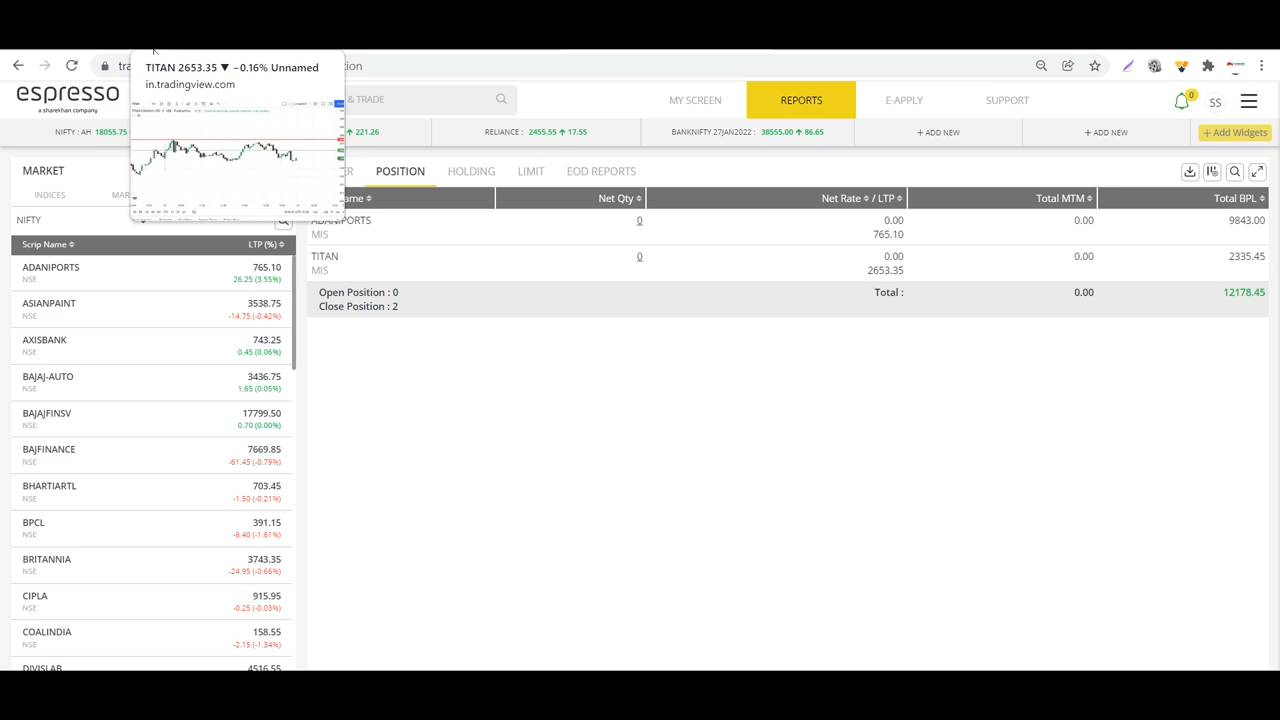 TITAN 2653.35 ▼ −0.16% Unnamed
in.tradingview.com
espresso
a sharekhan company
& TRADE
MY SCREEN
REPORTS
E-APPLY
SUPPORT
0
SS
NIFTY : AH 18055.75
221.26
RELIANCE : 2455.55 17.55
BANKNIFTY 27JAN2022 : 38555.00 86.65
+ ADD NEW
+ ADD NEW
+ Add Widgets
MARKET
INDICES
POSITION
HOLDING
LIMIT
EOD REPORTS
NIFTY
Scrip Name LTP (%)
ADANIPORTS 765.10
NSE 26.25 (3.55%)
ASIANPAINT 3538.75
NSE -14.75 (-0.42%)
AXISBANK 743.25
NSE 0.45 (0.06%)
BAJAJ-AUTO 3436.75
NSE 1.65 (0.05%)
BAJAJFINSV 17799.50
NSE 0.70 (0.00%)
BAJFINANCE 7669.85
NSE -61.45 (-0.79%)
BHARTIARTL 703.45
NSE -1.50 (-0.21%)
BPCL 391.15
NSE -6.40 (-1.61%)
BRITANNIA 3743.35
NSE -24.95 (-0.66%)
CIPLA 915.95
NSE -0.25 (-0.03%)
COALINDIA 158.55
NSE -2.15 (-1.34%)
DIVISLAB 4516.55
Net Qty Net Rate / LTP Total MTM Total BPL
ADANIPORTS 0 0.00 0.00 9843.00
MIS 765.10
TITAN 0 0.00 0.00 2335.45
MIS 2653.35
Open Position : 0 Total : 0.00 12178.45
Close Position : 2